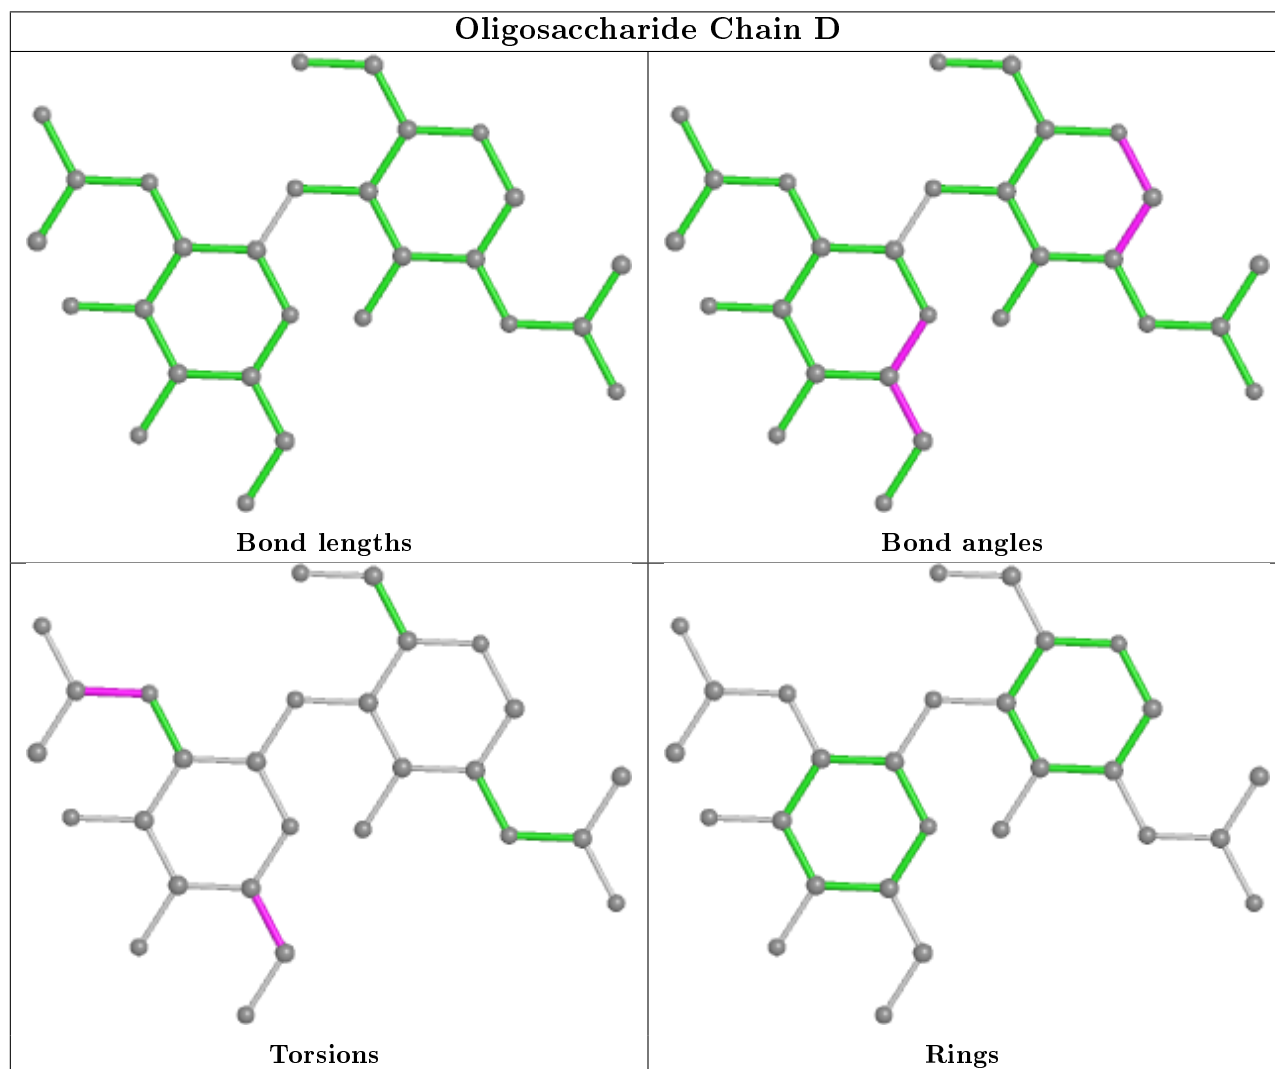 Oligosaccharide Chain D
Bond lengths
Bond angles
Torsions
Rings